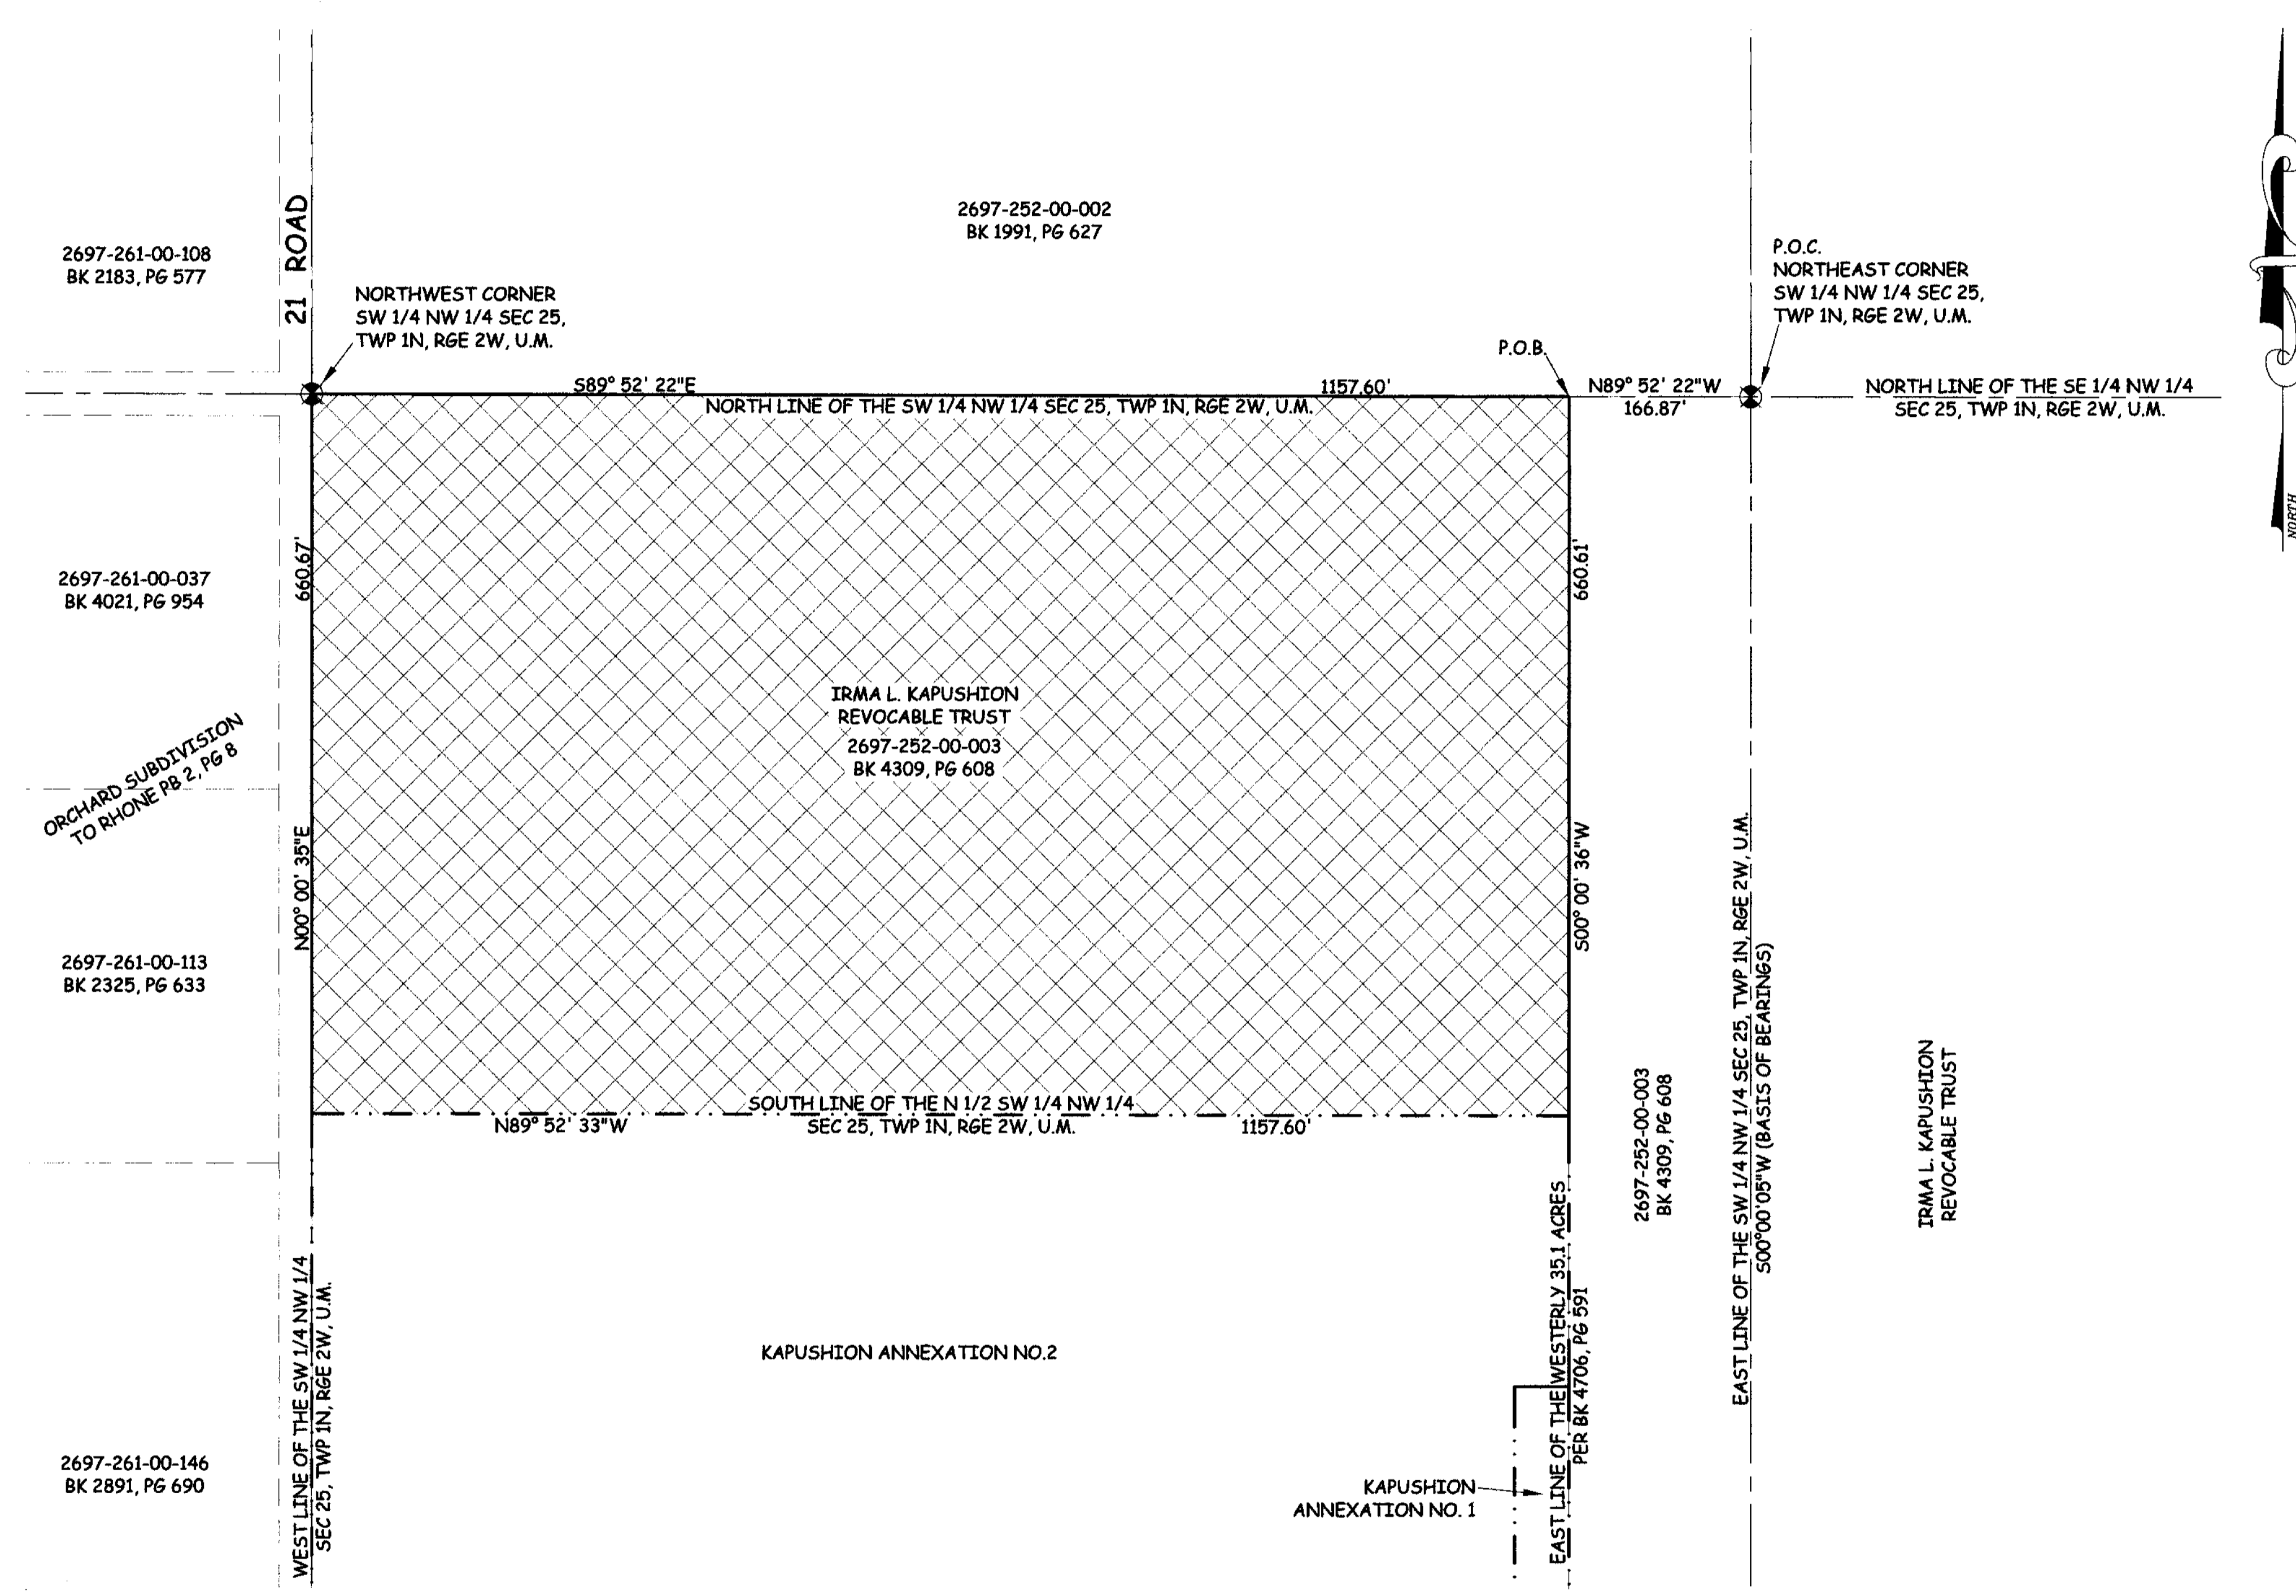 2697-252-00-002
BK 1991, PG 627
2697-261-00-108
BK 2183, PG 577
21 ROAD
NORTHWEST CORNER
SW 1/4 NW 1/4 SEC 25,
TWP 1N, RGE 2W, U.M.
P.O.C.
NORTHEAST CORNER
SW 1/4 NW 1/4 SEC 25,
TWP 1N, RGE 2W, U.M.
P.O.B.
S89° 52' 22"E
1157.60'
NORTH LINE OF THE SW 1/4 NW 1/4 SEC 25, TWP 1N, RGE 2W, U.M.
N89° 52' 22"W
166.87'
NORTH LINE OF THE SE 1/4 NW 1/4
SEC 25, TWP 1N, RGE 2W, U.M.
NORTH
660.67'
660.61'
2697-261-00-037
BK 4021, PG 954
IRMA L. KAPUSHION
REVOCABLE TRUST
2697-252-00-003
BK 4309, PG 608
ORCHARD SUBDIVISION
TO RHONE PB 2, PG 8
N00° 00' 35"E
S00° 00' 36"W
2697-261-00-113
BK 2325, PG 633
SOUTH LINE OF THE N 1/2 SW 1/4 NW 1/4
SEC 25, TWP 1N, RGE 2W, U.M.
N89° 52' 33"W
1157.60'
2697-252-00-003
BK 4309, PG 608
EAST LINE OF THE SW 1/4 NW 1/4 SEC 25, TWP 1N, RGE 2W, U.M.
S00°00'05"W (BASIS OF BEARINGS)
IRMA L. KAPUSHION
REVOCABLE TRUST
WEST LINE OF THE SW 1/4 NW 1/4
SEC 25, TWP 1N, RGE 2W, U.M.
KAPUSHION ANNEXATION NO.2
EAST LINE OF THE WESTERLY 35.1 ACRES
PER BK 4706, PG 591
KAPUSHION
ANNEXATION NO. 1
2697-261-00-146
BK 2891, PG 690